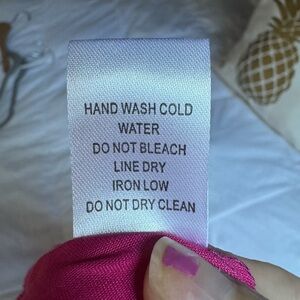 HAND WASH COLD
WATER
DO NOT BLEACH
LINE DRY
IRON LOW
DO NOT DRY CLEAN